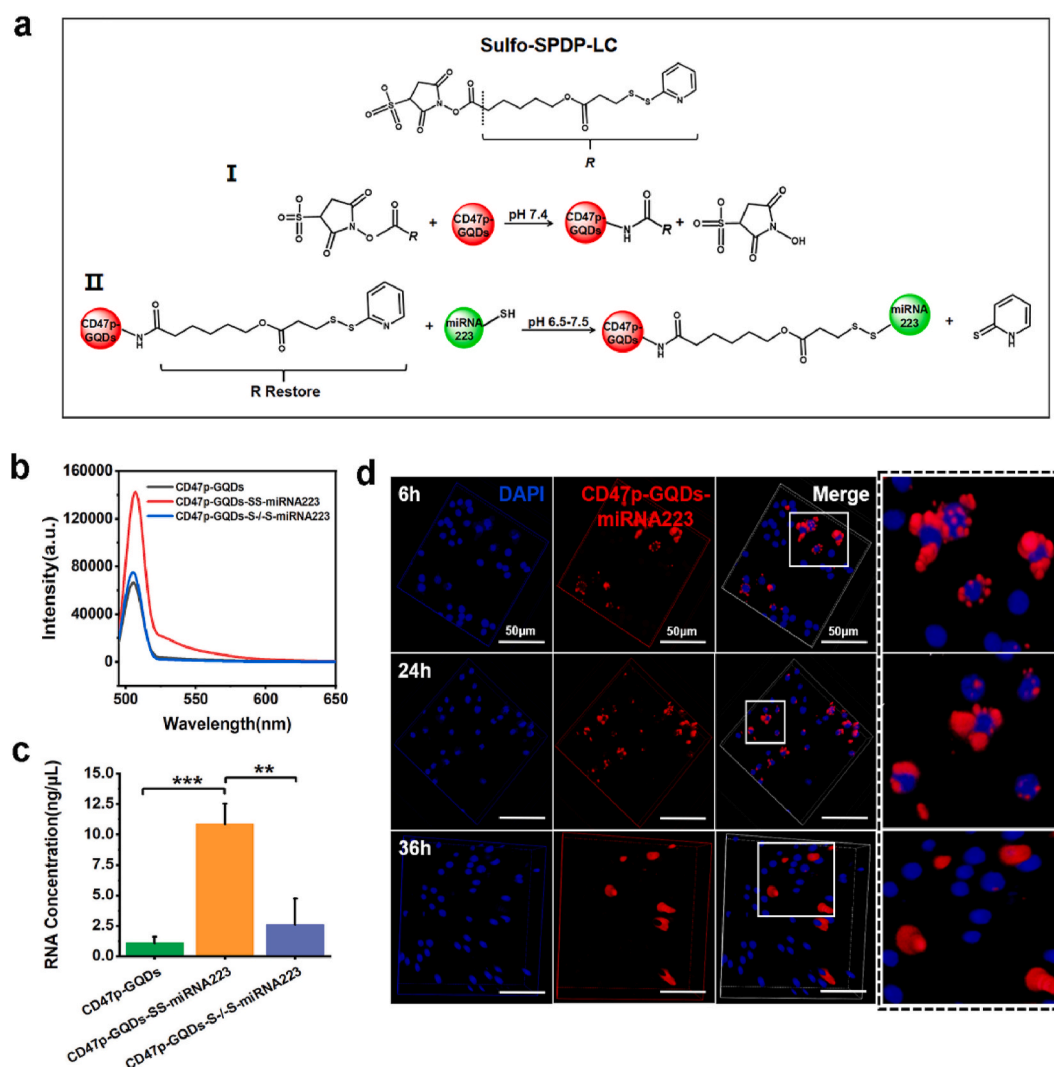 a
Sulfo-SPDP-LC
R
I
CD47p-GQDs
pH 7.4
CD47p-GQDs
R
R
II
CD47p-GQDs
miRNA 223
SH
pH 6.5-7.5
CD47p-GQDs
miRNA 223
R Restore
b
160000
120000
80000
40000
0
Intensity(a.u.)
CD47p-GQDs
CD47p-GQDs-SS-miRNA223
CD47p-GQDs-S-/-S-miRNA223
500 550 600 650
Wavelength(nm)
c
15.0
12.5
10.0
7.5
5.0
2.5
0.0
RNA Concentration(ng/μL)
***
**
CD47p-GQDs
CD47p-GQDs-SS-miRNA223
CD47p-GQDs-S-/-S-miRNA223
d
6h
DAPI
CD47p-GQDs-
miRNA223
Merge
50μm
50μm
50μm
24h
36h